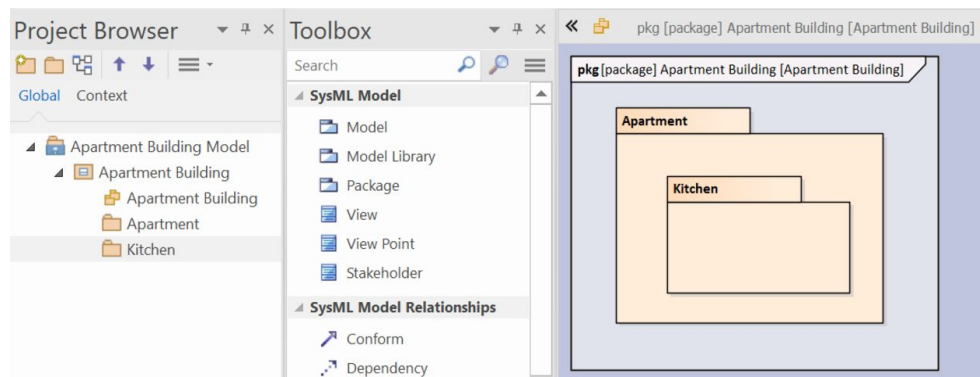 Project Browser
Global Context
Apartment Building Model
Apartment Building
Apartment Building
Apartment
Kitchen
Toolbox
Search
SysML Model
Model
Model Library
Package
View
View Point
Stakeholder
SysML Model Relationships
Conform
Dependency
pkg [package] Apartment Building [Apartment Building]
pkg [package] Apartment Building [Apartment Building]
Apartment
Kitchen